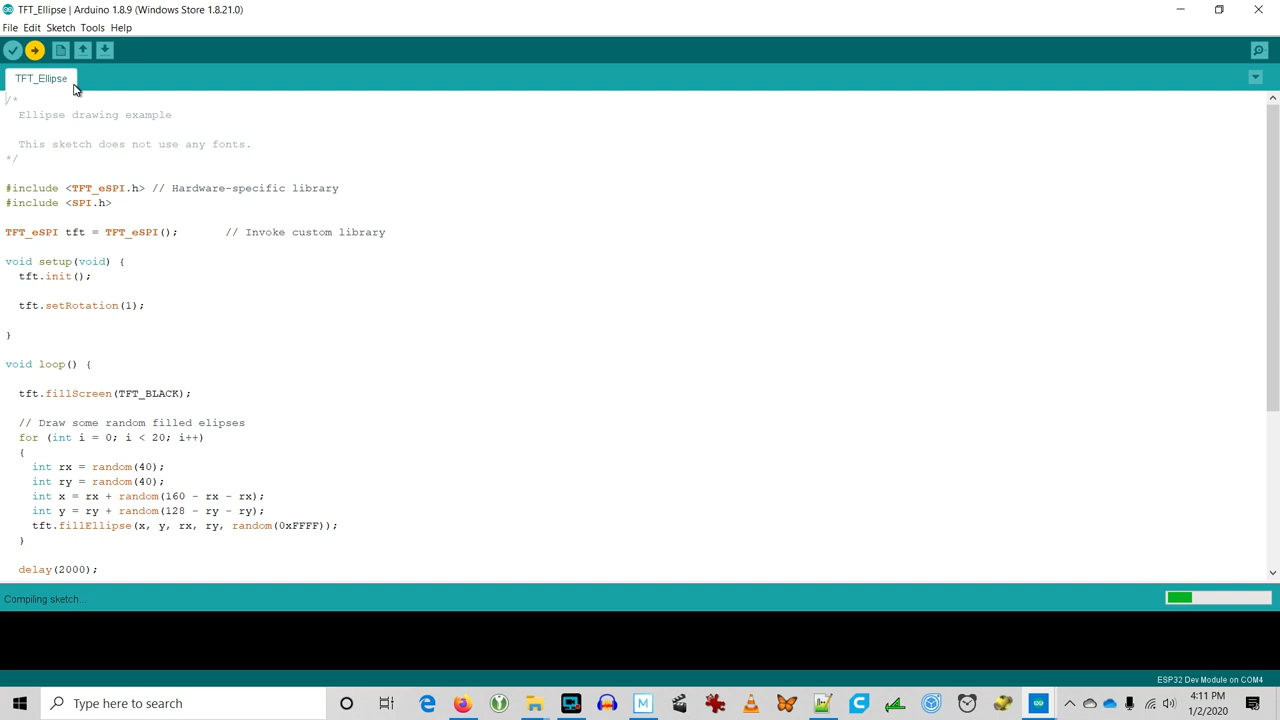 TFT_Ellipse | Arduino 1.8.9 (Windows Store 1.8.21.0)
File Edit Sketch Tools Help
TFT_Ellipse
/*
  Ellipse drawing example

  This sketch does not use any fonts.
*/

#include <TFT_eSPI.h> // Hardware-specific library
#include <SPI.h>

TFT_eSPI tft = TFT_eSPI();       // Invoke custom library

void setup(void) {
  tft.init();

  tft.setRotation(1);

}

void loop() {

  tft.fillScreen(TFT_BLACK);

  // Draw some random filled elipses
  for (int i = 0; i < 20; i++)
  {
    int rx = random(40);
    int ry = random(40);
    int x = rx + random(160 - rx - rx);
    int y = ry + random(128 - ry - ry);
    tft.fillEllipse(x, y, rx, ry, random(0xFFFF));
  }

  delay(2000);
Compiling sketch...
ESP32 Dev Module on COM4
Type here to search
4:11 PM
1/2/2020